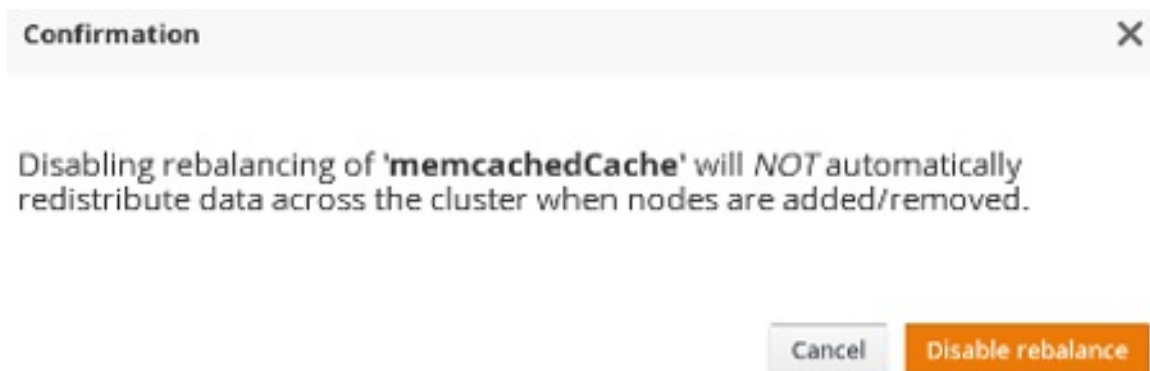 Confirmation
Disabling rebalancing of 'memcachedCache' will NOT automatically
redistribute data across the cluster when nodes are added/removed.
Cancel Disable rebalance